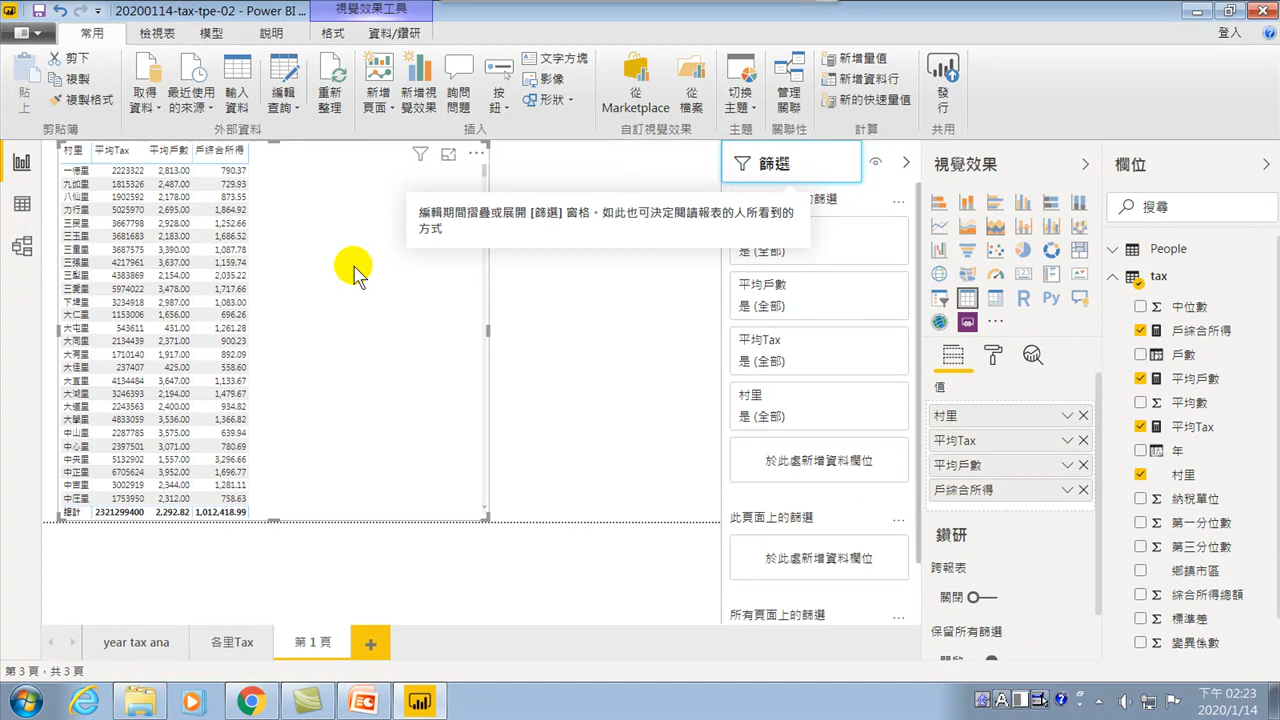 20200114-tax-tpe-02 - Power BI ...
視覺效果工具
常用
檢視表
模型
說明
格式
資料/鑽研
登入
貼上
剪下
複製
複製格式
剪貼簿
取得資料
最近使用的來源
輸入資料
編輯查詢
外部資料
重新整理
新增頁面
新增視覺效果
詢問問題
按鈕
文字方塊
影像
形狀
插入
從 Marketplace
從檔案
自訂視覺效果
切換主題
主題
管理關聯
關聯性
新增量值
新增資料行
新的快速量值
計算
發行
共用
村里 平均Tax 平均戶數 戶綜合所得
一德里 2223322 2,813.00 790.37
九如里 1815326 2,487.00 729.93
八仙里 1902592 2,178.00 873.55
力行里 5025970 2,695.00 1,864.92
三民里 3667798 2,928.00 1,252.66
三玉里 3681588 2,183.00 1,686.52
三重里 3687575 3,390.00 1,087.78
三張里 4217961 3,637.00 1,159.74
三犁里 4383869 2,154.00 2,035.22
三愛里 5974022 3,478.00 1,717.66
下埤里 3234918 2,987.00 1,083.00
大仁里 1153006 1,656.00 696.26
大屯里 543611 431.00 1,261.28
大同里 2134439 2,371.00 900.23
大有里 1710140 1,917.00 892.09
大佳里 237407 425.00 558.60
大直里 4134484 3,647.00 1,133.67
大湖里 3246393 2,194.00 1,479.67
大道里 2243563 2,400.00 934.82
大學里 4833059 3,536.00 1,366.82
中山里 2287785 3,575.00 639.94
中心里 2397501 3,071.00 780.69
中央里 5132902 1,557.00 3,296.66
中正里 6705624 3,952.00 1,696.77
中吉里 3002919 2,344.00 1,281.11
中庄里 1753950 2,312.00 758.63
總計 2321299400 2,292.82 1,012,418.99
篩選
的篩選
編輯期間摺疊或展開 [篩選] 窗格。如此也可決定閱讀報表的人所看到的
方式
是 (全部)
平均戶數
是 (全部)
平均Tax
是 (全部)
村里
是 (全部)
於此處新增資料欄位
此頁面上的篩選
於此處新增資料欄位
所有頁面上的篩選
視覺效果
R
Py
值
村里
平均Tax
平均戶數
戶綜合所得
鑽研
跨報表
關閉
保留所有篩選
欄位
搜尋
People
tax
中位數
戶綜合所得
戶數
平均戶數
平均數
平均Tax
年
村里
納稅單位
第一分位數
第三分位數
鄉鎮市區
綜合所得總額
標準差
變異係數
year tax ana
各里Tax
第 1 頁
第 3 頁，共 3 頁
下午 02:23
2020/1/14